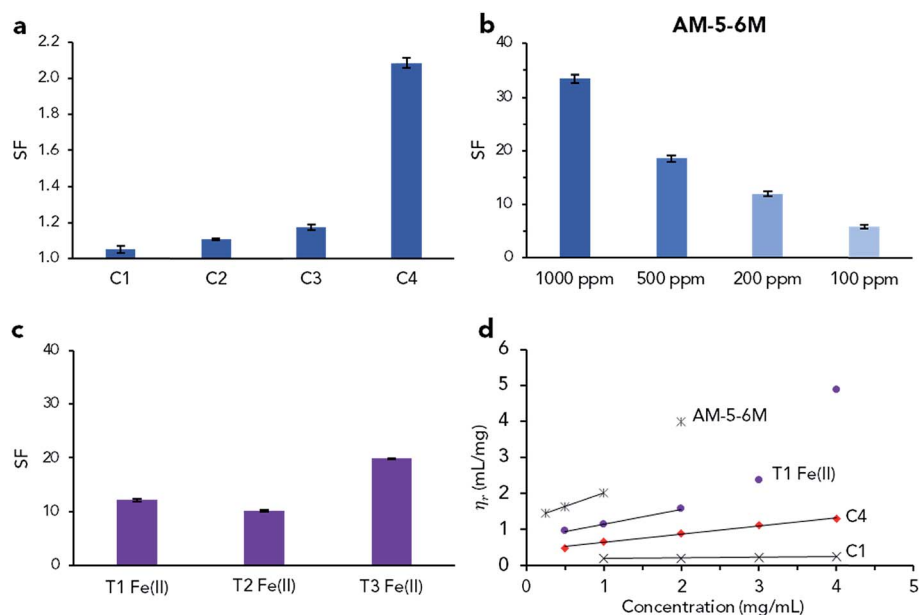 a
2.2
2.0
1.8
1.6
1.4
1.2
1.0
SF
C1 C2 C3 C4
b
AM-5-6M
40
30
20
10
0
SF
1000 ppm 500 ppm 200 ppm 100 ppm
c
40
30
20
10
0
SF
T1 Fe(II) T2 Fe(II) T3 Fe(II)
d
6
5
4
3
2
1
0
ηr (mL/mg)
AM-5-6M
T1 Fe(II)
C4
C1
0 1 2 3 4 5
Concentration (mg/mL)